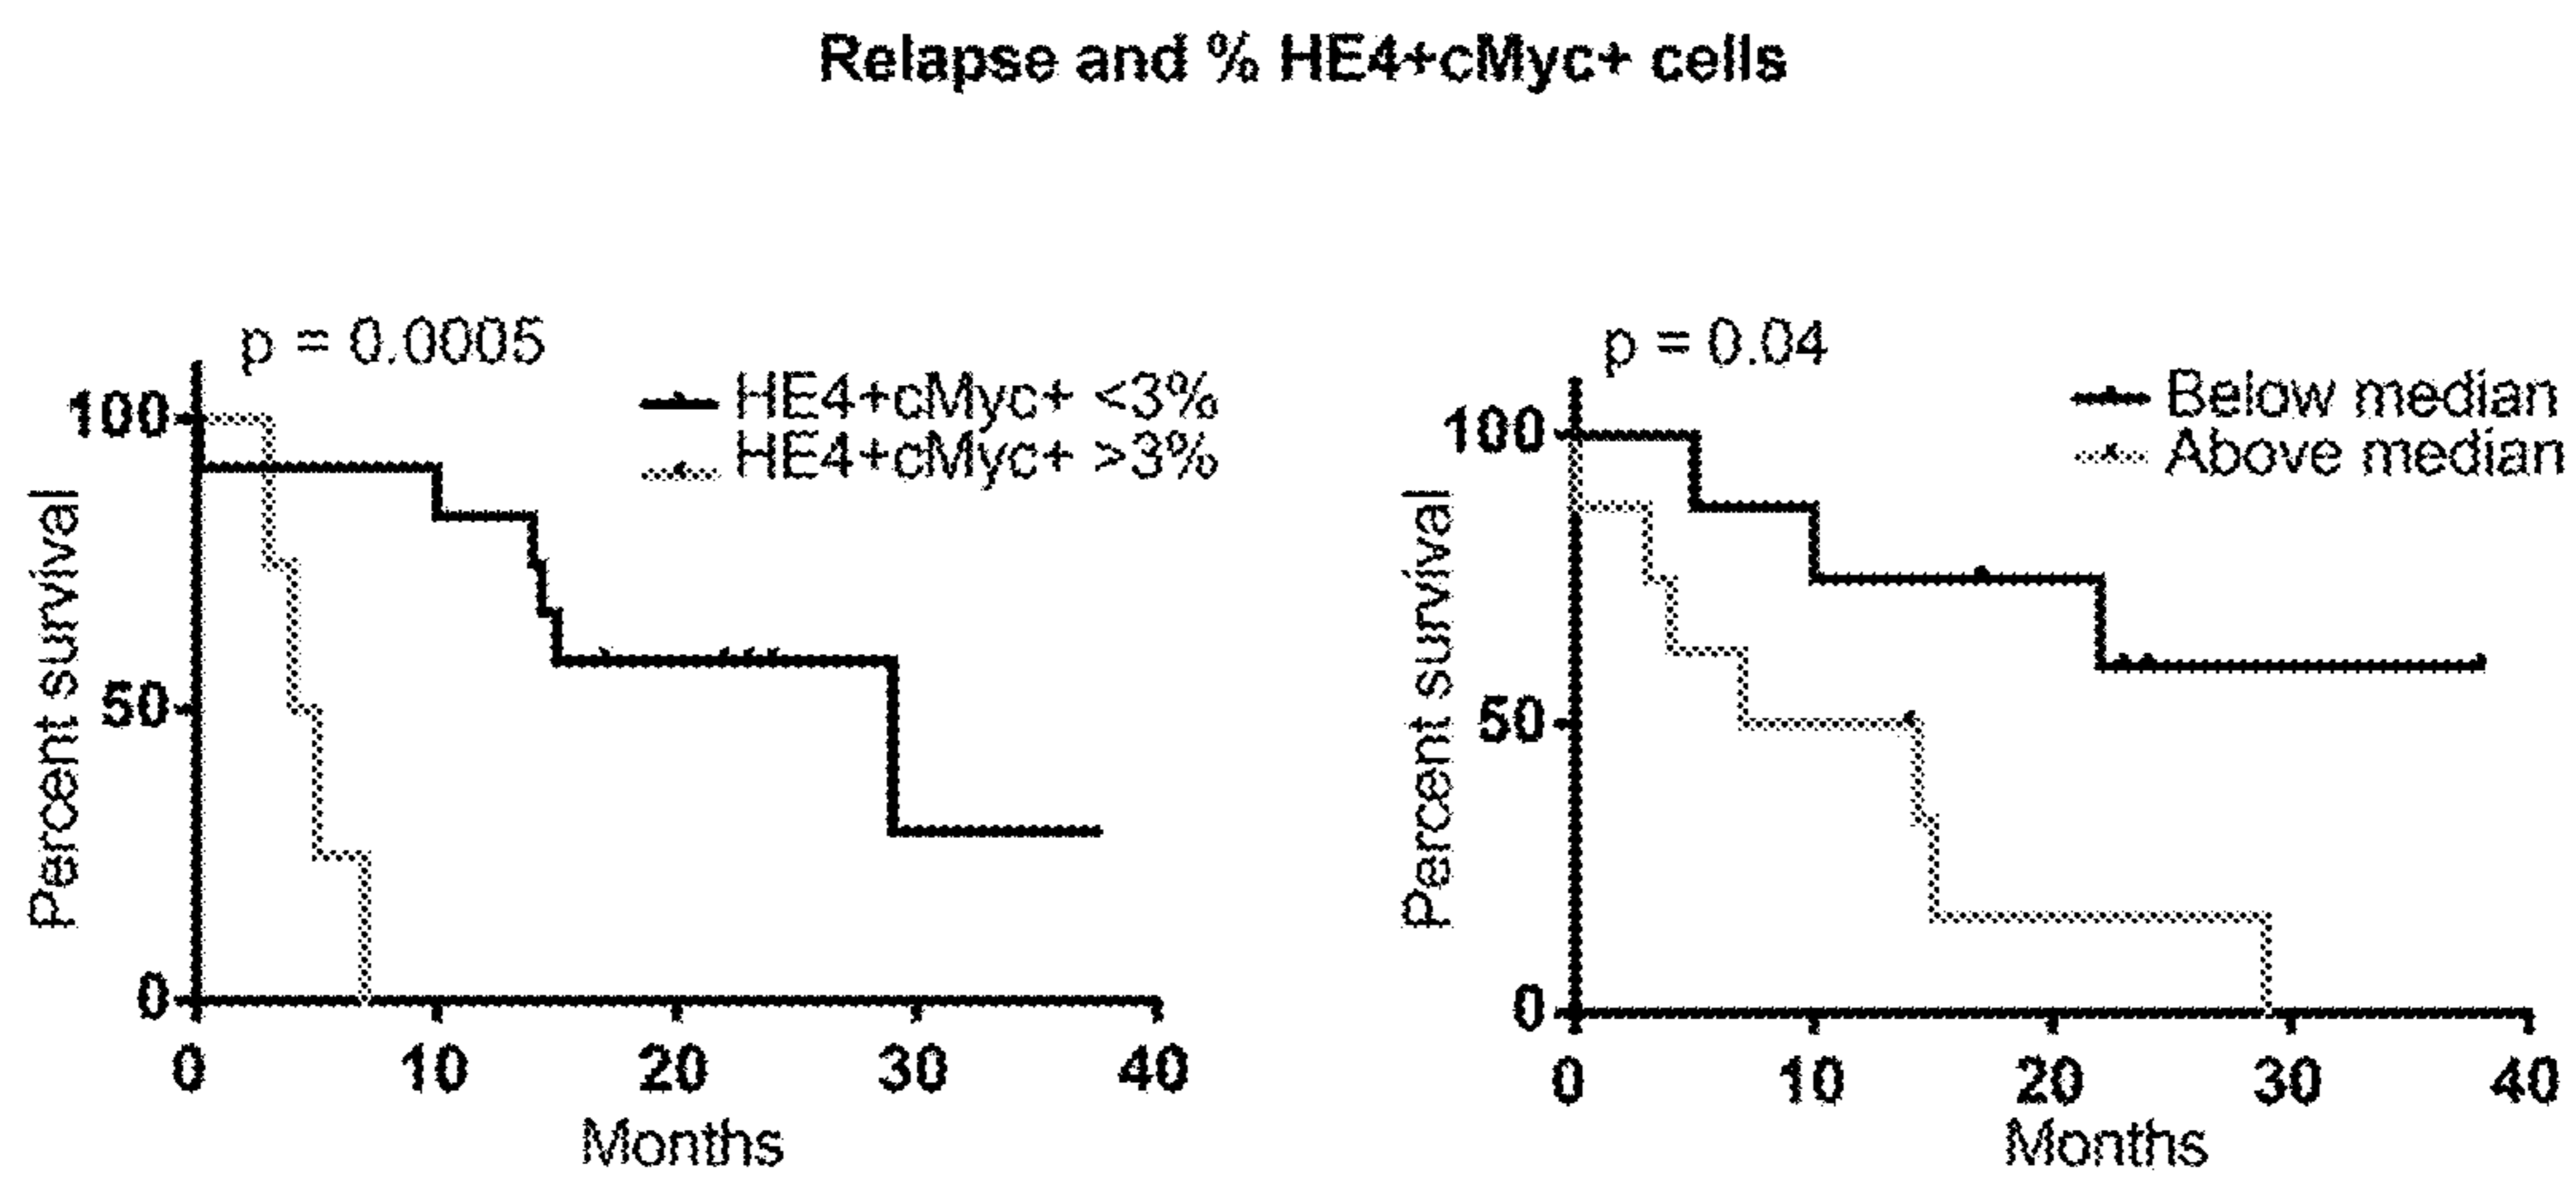 Relapse and % HE4+cMyc+ cells
p = 0.0005
HE4+cMyc+ <3%
HE4+cMyc+ >3%
100
50
0
Percent survival
0 10 20 30 40
Months
p = 0.04
Below median
Above median
100
50
0
Percent survival
0 10 20 30 40
Months